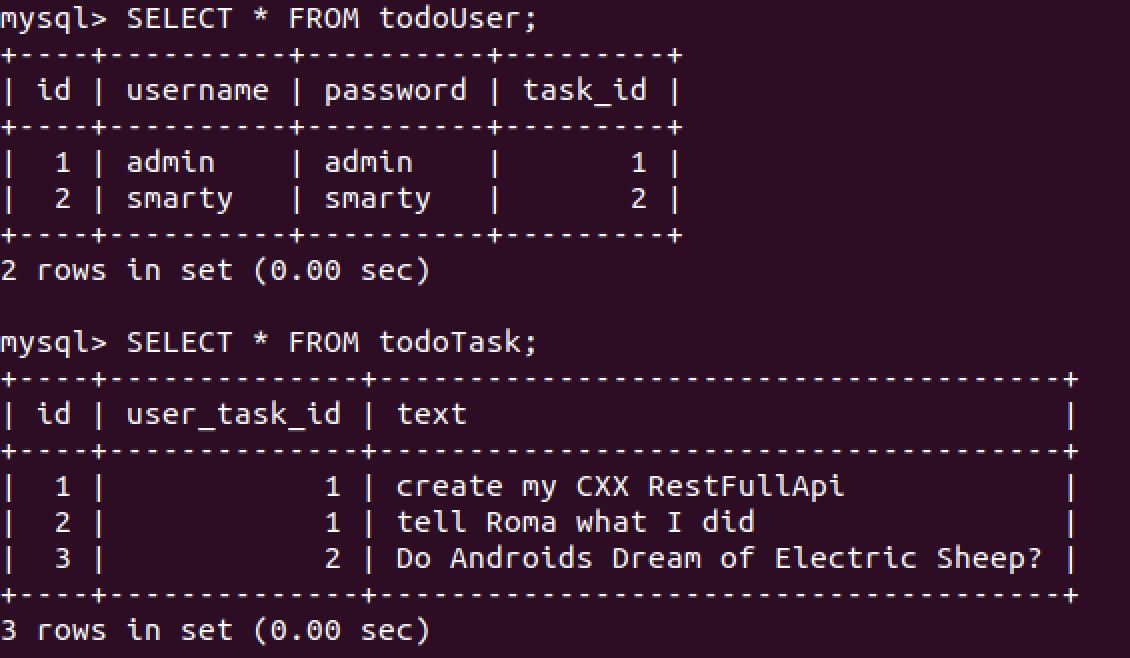 mysql> SELECT * FROM todoUser;
+----+----------+----------+---------+
| id | username | password | task_id |
+----+----------+----------+---------+
|  1 | admin    | admin    |       1 |
|  2 | smarty   | smarty   |       2 |
+----+----------+----------+---------+
2 rows in set (0.00 sec)

mysql> SELECT * FROM todoTask;
+----+--------------+--------------------------------------+
| id | user_task_id | text                                 |
+----+--------------+--------------------------------------+
|  1 |            1 | create my CXX RestFullApi            |
|  2 |            1 | tell Roma what I did                 |
|  3 |            2 | Do Androids Dream of Electric Sheep? |
+----+--------------+--------------------------------------+
3 rows in set (0.00 sec)